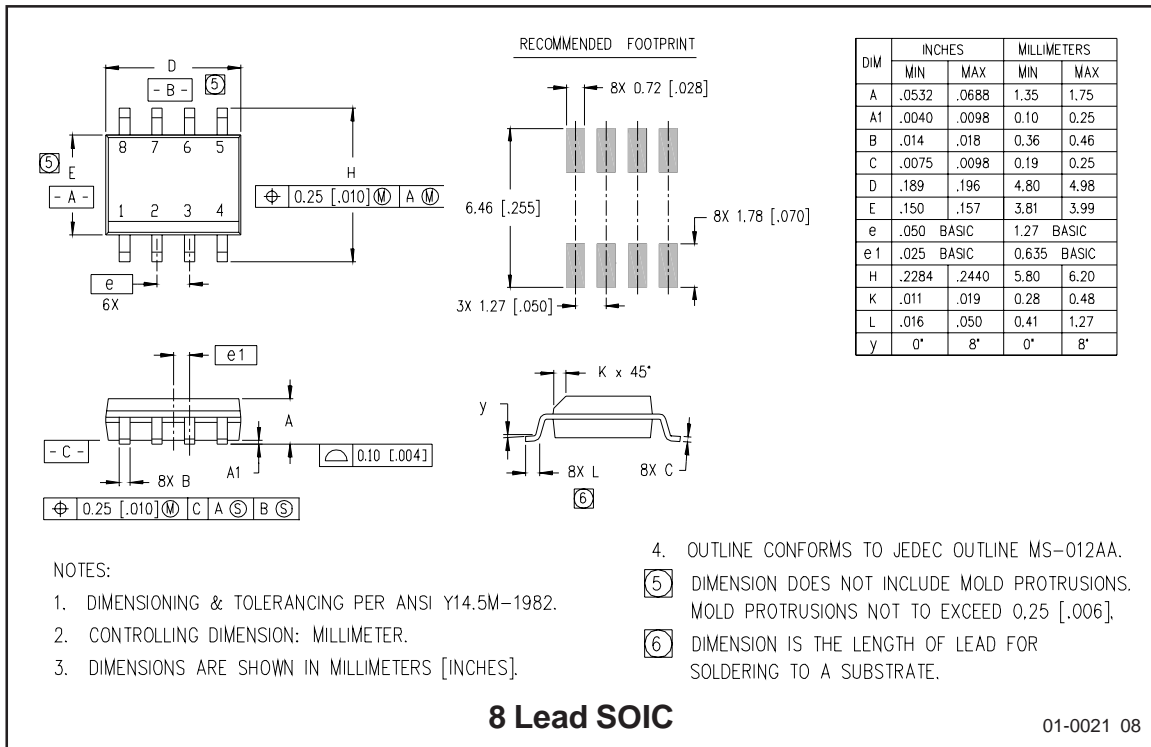 D
- B -
5
8 7 6 5
5
E
- A -
H
⌖ 0.25 [.010] Ⓜ A Ⓜ
1 2 3 4
e
6X
RECOMMENDED FOOTPRINT
8X 0.72 [.028]
6.46 [.255]
8X 1.78 [.070]
3X 1.27 [.050]
DIM INCHES MILLIMETERS
MIN MAX MIN MAX
A .0532 .0688 1.35 1.75
A1 .0040 .0098 0.10 0.25
B .014 .018 0.36 0.46
C .0075 .0098 0.19 0.25
D .189 .196 4.80 4.98
E .150 .157 3.81 3.99
e .050 BASIC 1.27 BASIC
e1 .025 BASIC 0.635 BASIC
H .2284 .2440 5.80 6.20
K .011 .019 0.28 0.48
L .016 .050 0.41 1.27
y 0° 8° 0° 8°
e1
A
- C -
A1
8X B
⌓ 0.10 [.004]
⌖ 0.25 [.010] Ⓜ C A Ⓢ B Ⓢ
K x 45°
y
8X L
8X C
6
NOTES:
1. DIMENSIONING & TOLERANCING PER ANSI Y14.5M-1982.
2. CONTROLLING DIMENSION: MILLIMETER.
3. DIMENSIONS ARE SHOWN IN MILLIMETERS [INCHES].
4. OUTLINE CONFORMS TO JEDEC OUTLINE MS-012AA.
5 DIMENSION DOES NOT INCLUDE MOLD PROTRUSIONS.
MOLD PROTRUSIONS NOT TO EXCEED 0.25 [.006].
6 DIMENSION IS THE LENGTH OF LEAD FOR
SOLDERING TO A SUBSTRATE.
8 Lead SOIC
01-0021 08